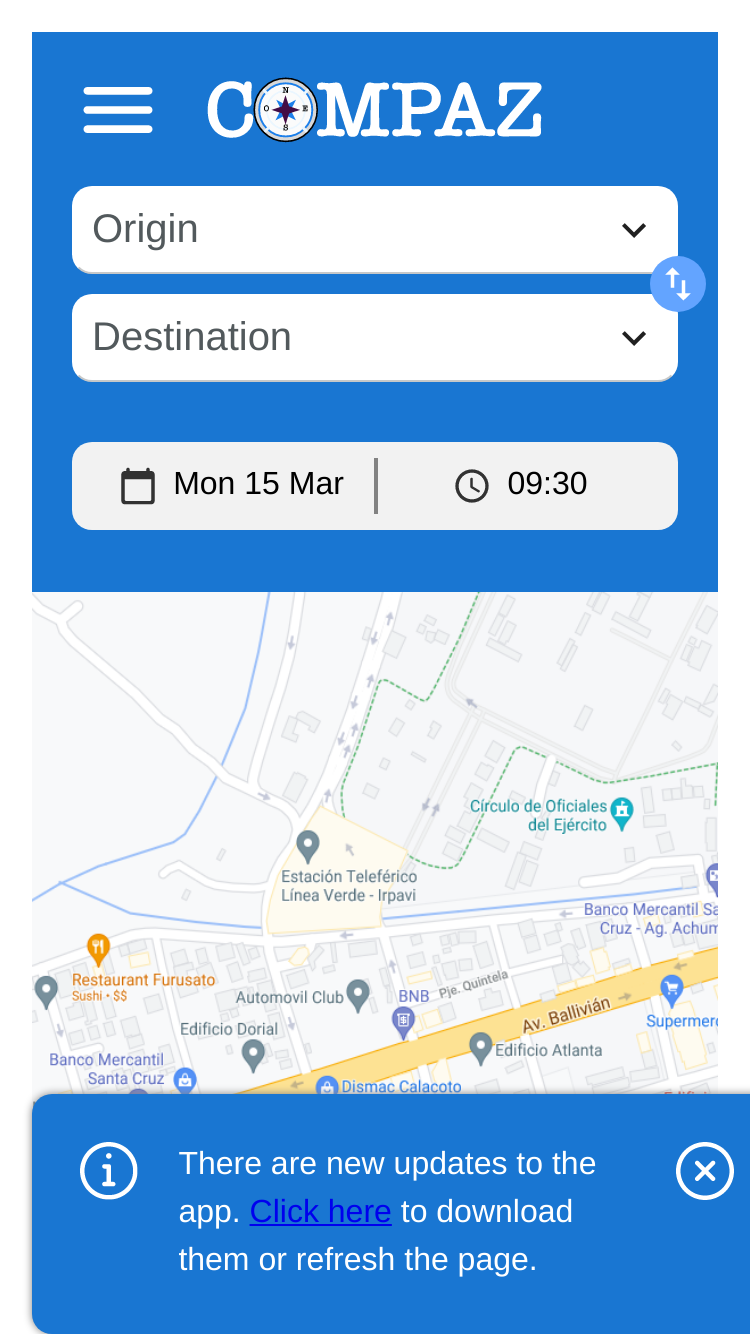 COMPAZ
N
O E
S
Origin
Destination
Mon 15 Mar
09:30
Círculo de Oficiales
del Ejército
Estación Teleférico
Línea Verde - Irpavi
Banco Mercantil Sa
Cruz - Ag. Achum
Restaurant Furusato
Sushi • $$
Automovil Club
BNB
Pje. Quintela
Av. Ballivián
Supermerc
Edificio Dorial
Edificio Atlanta
Banco Mercantil
Santa Cruz
Dismac Calacoto
There are new updates to the
app. Click here to download
them or refresh the page.